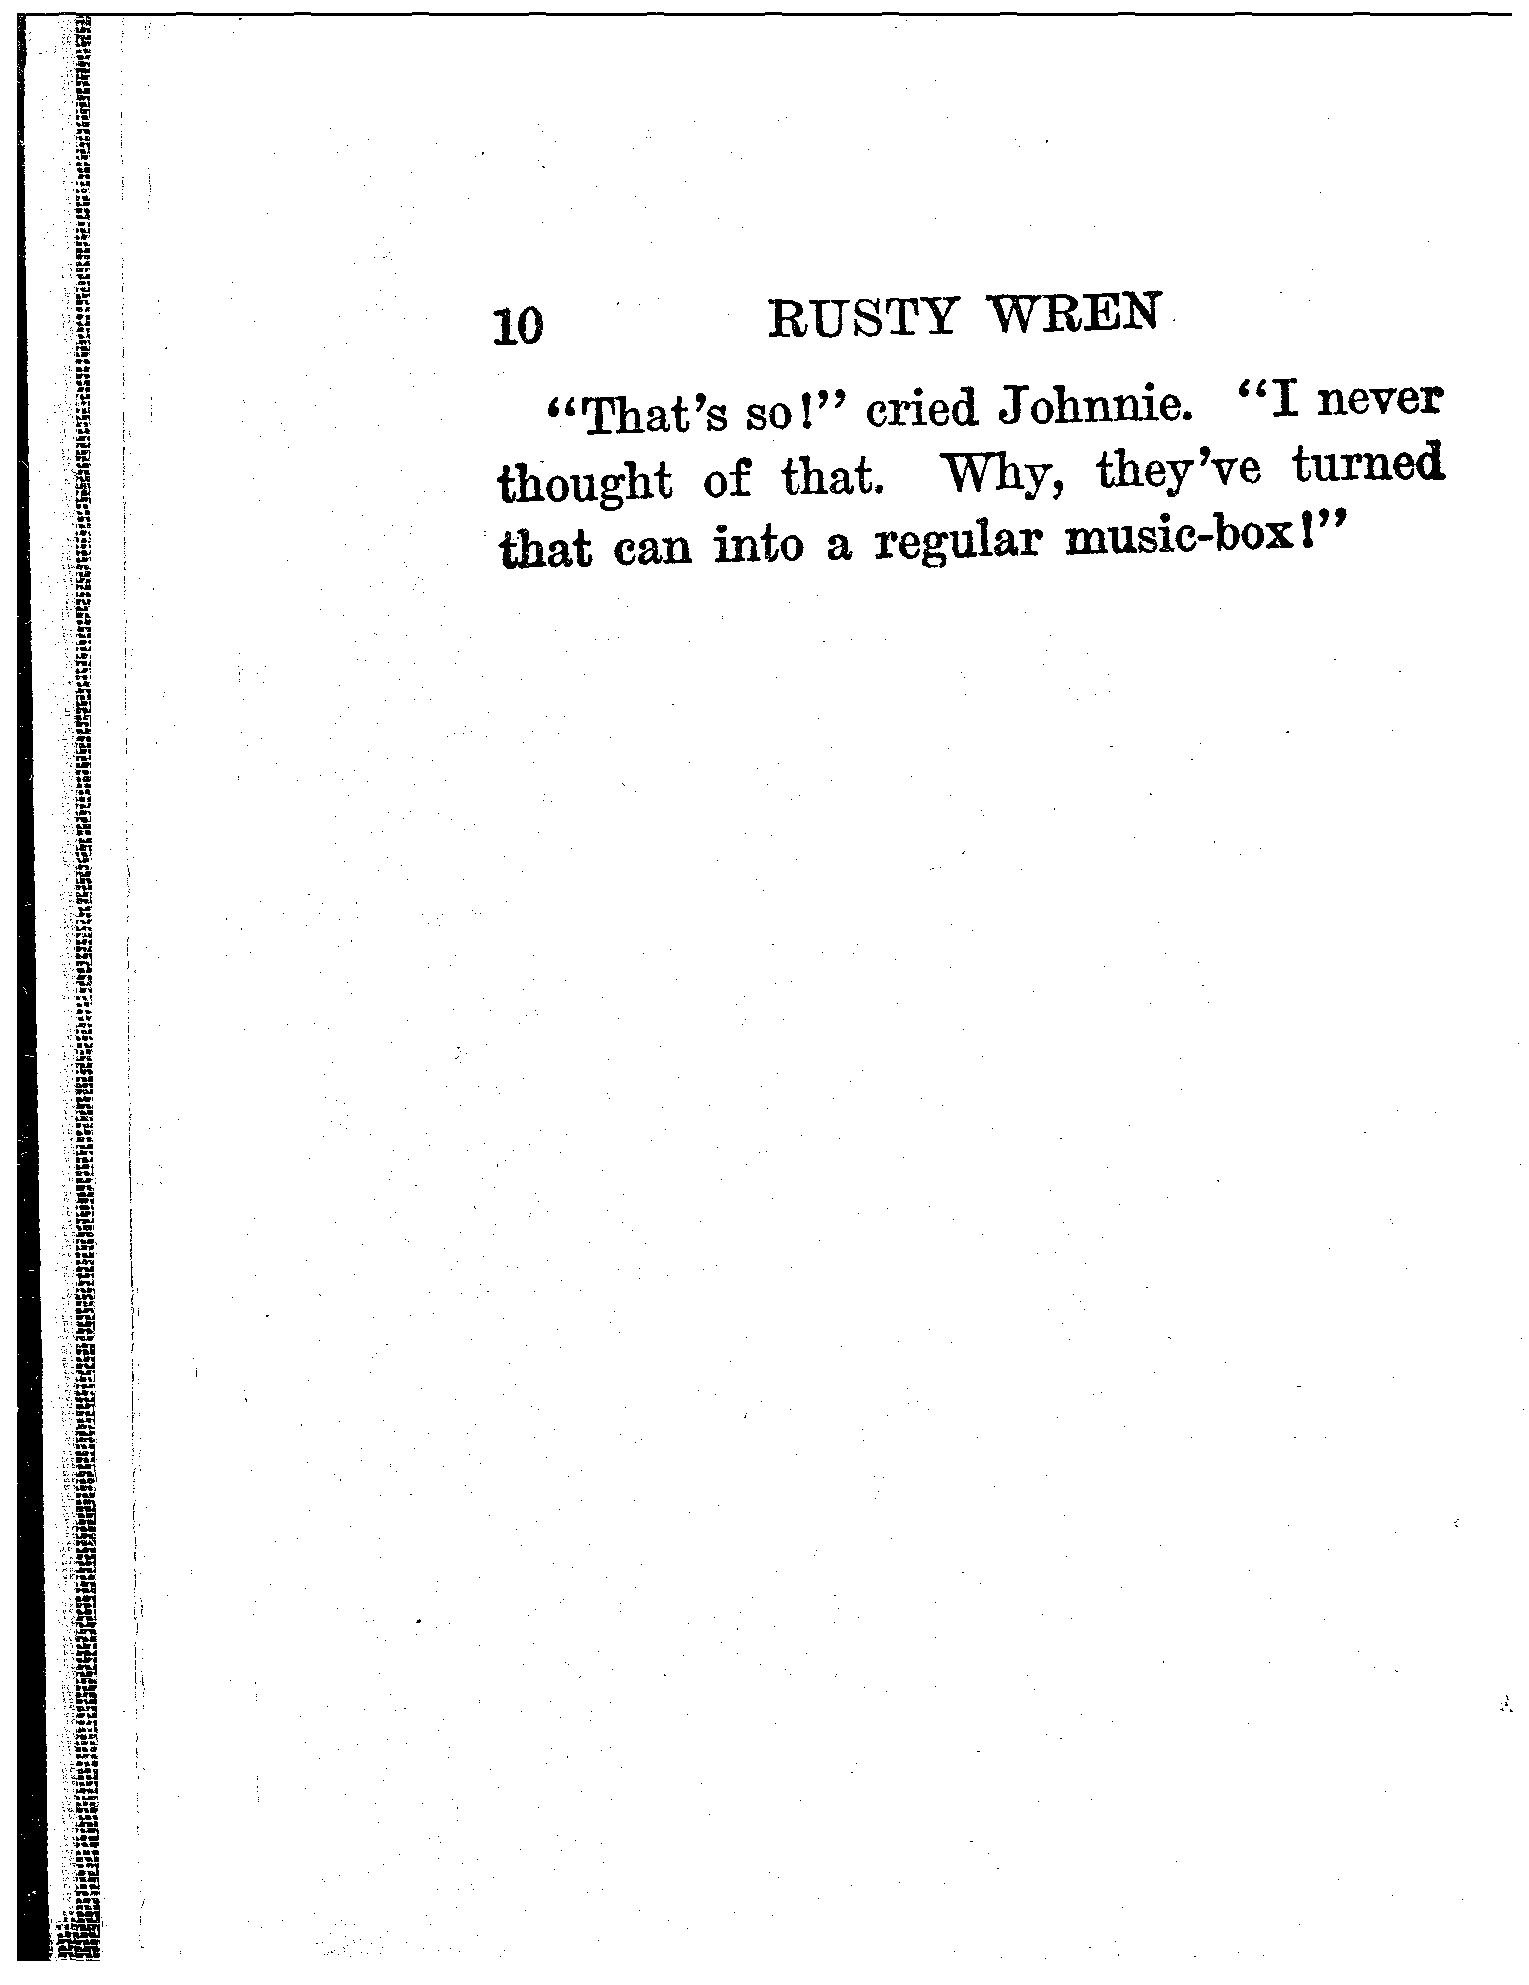 10 RUSTY WREN
“That's so!” cried Johnnie. “I never
thought of that. Why, they've turned
that can into a regular music-box!”